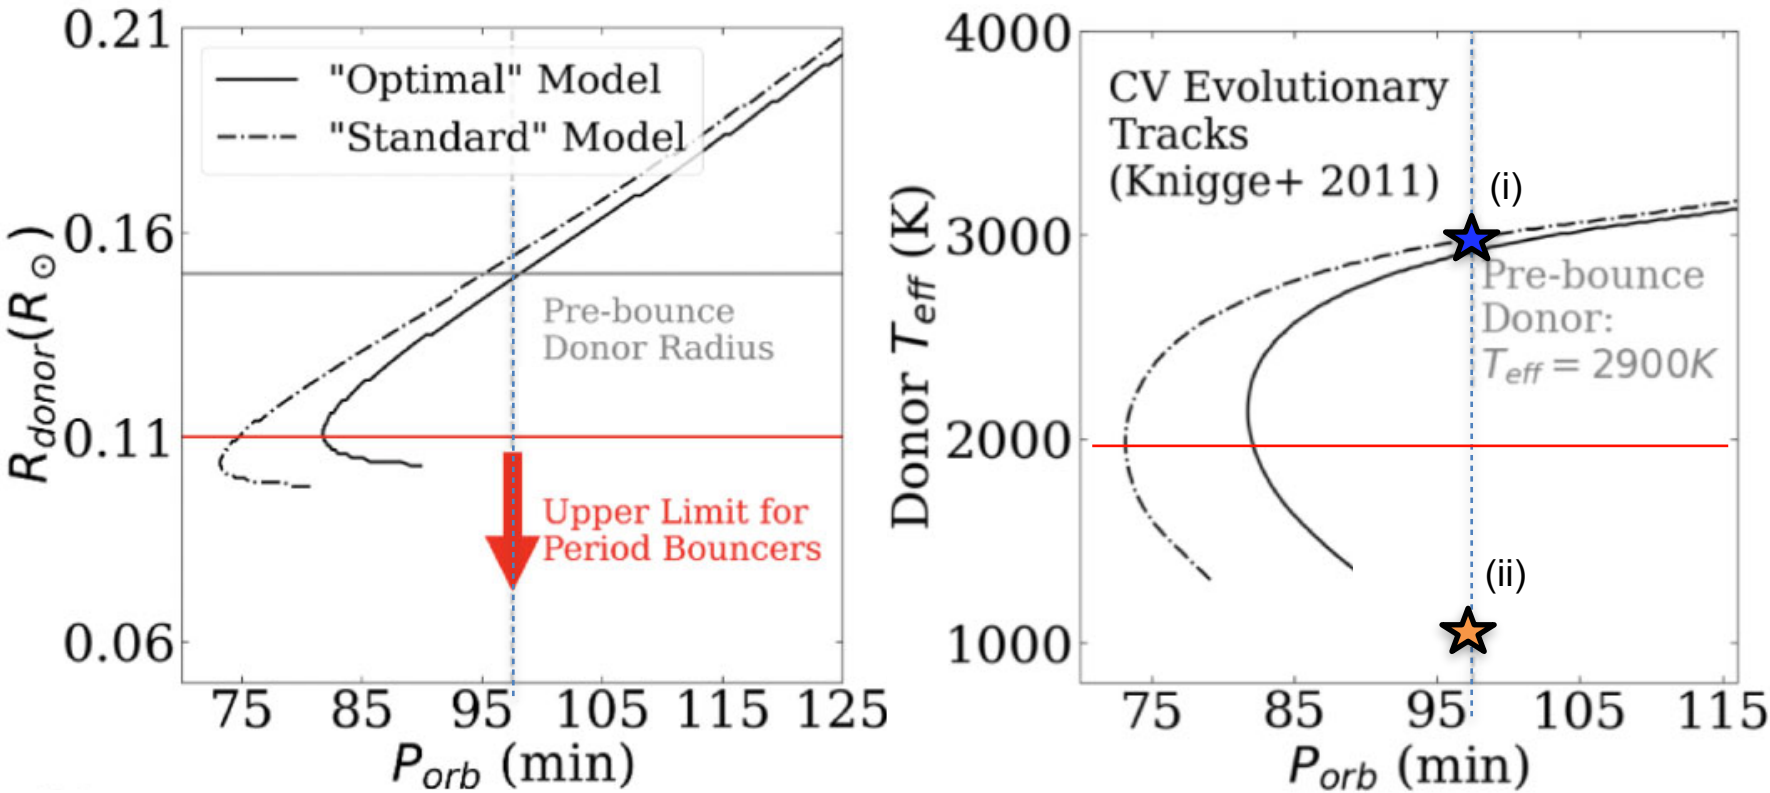 0.21
0.16
0.11
0.06
R_donor(R_⊙)
"Optimal" Model
"Standard" Model
Pre-bounce
Donor Radius
Upper Limit for
Period Bouncers
75 85 95 105 115 125
P_orb (min)
4000
3000
2000
1000
Donor T_eff (K)
CV Evolutionary
Tracks
(Knigge+ 2011)
(i)
Pre-bounce
Donor:
T_eff = 2900K
(ii)
75 85 95 105 115
P_orb (min)